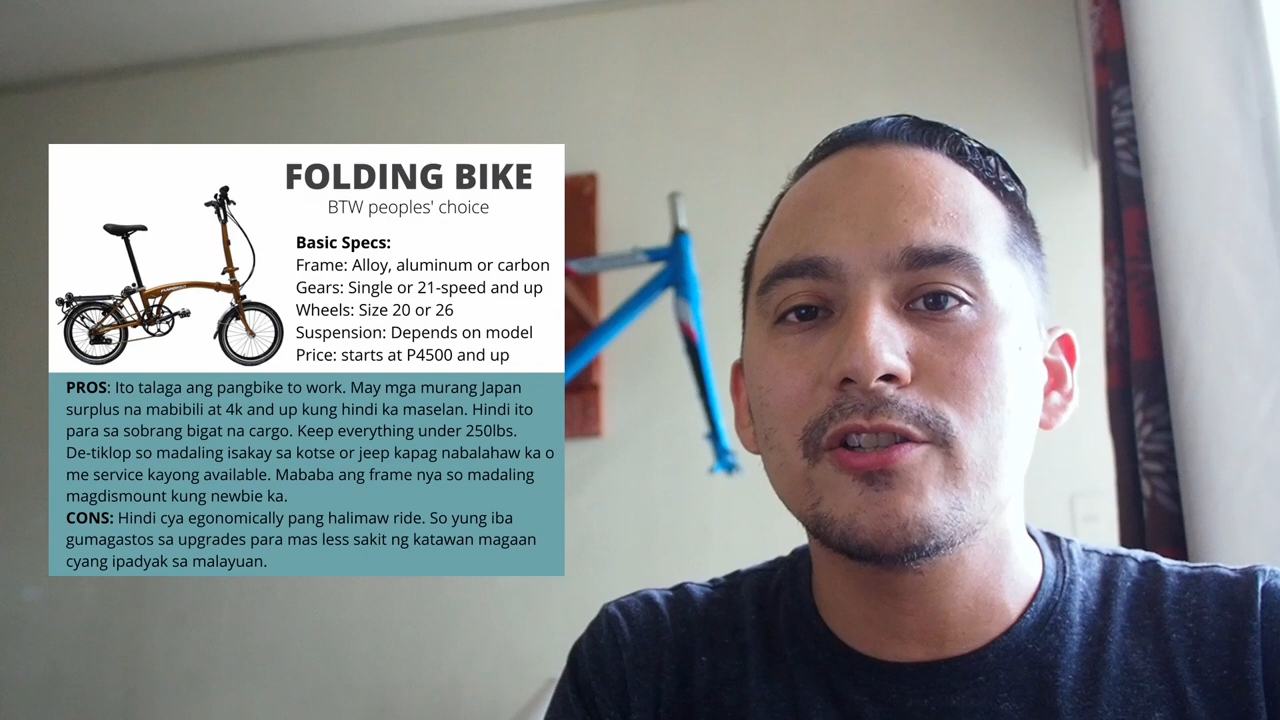 FOLDING BIKE
BTW peoples' choice
Basic Specs:
Frame: Alloy, aluminum or carbon
Gears: Single or 21-speed and up
Wheels: Size 20 or 26
Suspension: Depends on model
Price: starts at P4500 and up
PROS: Ito talaga ang pangbike to work. May mga murang Japan
surplus na mabibili at 4k and up kung hindi ka maselan. Hindi ito
para sa sobrang bigat na cargo. Keep everything under 250lbs.
De-tiklop so madaling isakay sa kotse or jeep kapag nabalahaw ka o
me service kayong available. Mababa ang frame nya so madaling
magdismount kung newbie ka.
CONS: Hindi cya egonomically pang halimaw ride. So yung iba
gumagastos sa upgrades para mas less sakit ng katawan magaan
cyang ipadyak sa malayuan.